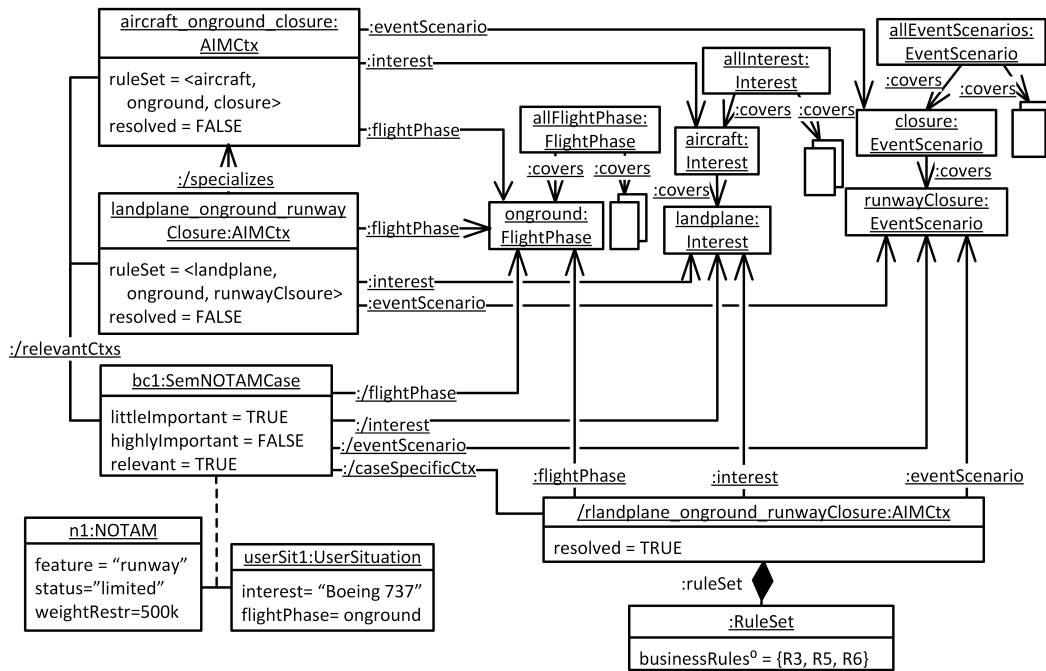 aircraft_onground_closure:
AIMCtx
ruleSet = <aircraft,
onground, closure>
resolved = FALSE
:eventScenario
:interest
:flightPhase
allInterest:
Interest
allEventScenarios:
EventScenario
:covers
:covers
:covers
:covers
allFlightPhase:
FlightPhase
:covers
:covers
aircraft:
Interest
closure:
EventScenario
:covers
:covers
:/specializes
landplane_onground_runway
Closure:AIMCtx
ruleSet = <landplane,
onground, runwayClsoure>
resolved = FALSE
:flightPhase
:interest
:eventScenario
onground:
FlightPhase
landplane:
Interest
runwayClosure:
EventScenario
:/relevantCtxs
bc1:SemNOTAMCase
littleImportant = TRUE
highlyImportant = FALSE
relevant = TRUE
:/flightPhase
:/interest
:/eventScenario
:/caseSpecificCtx
:flightPhase
:interest
:eventScenario
/rlandplane_onground_runwayClosure:AIMCtx
resolved = TRUE
n1:NOTAM
feature = “runway”
status=”limited”
weightRestr=500k
userSit1:UserSituation
interest= “Boeing 737”
flightPhase= onground
:ruleSet
:RuleSet
businessRulesº = {R3, R5, R6}